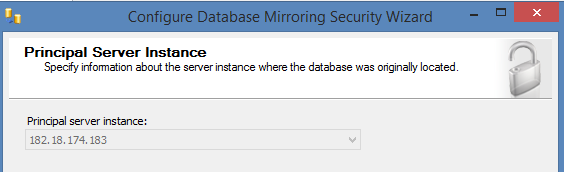 Configure Database Mirroring Security Wizard
Principal Server Instance
Specify information about the server instance where the database was originally located.
Principal server instance:
182.18.174.183